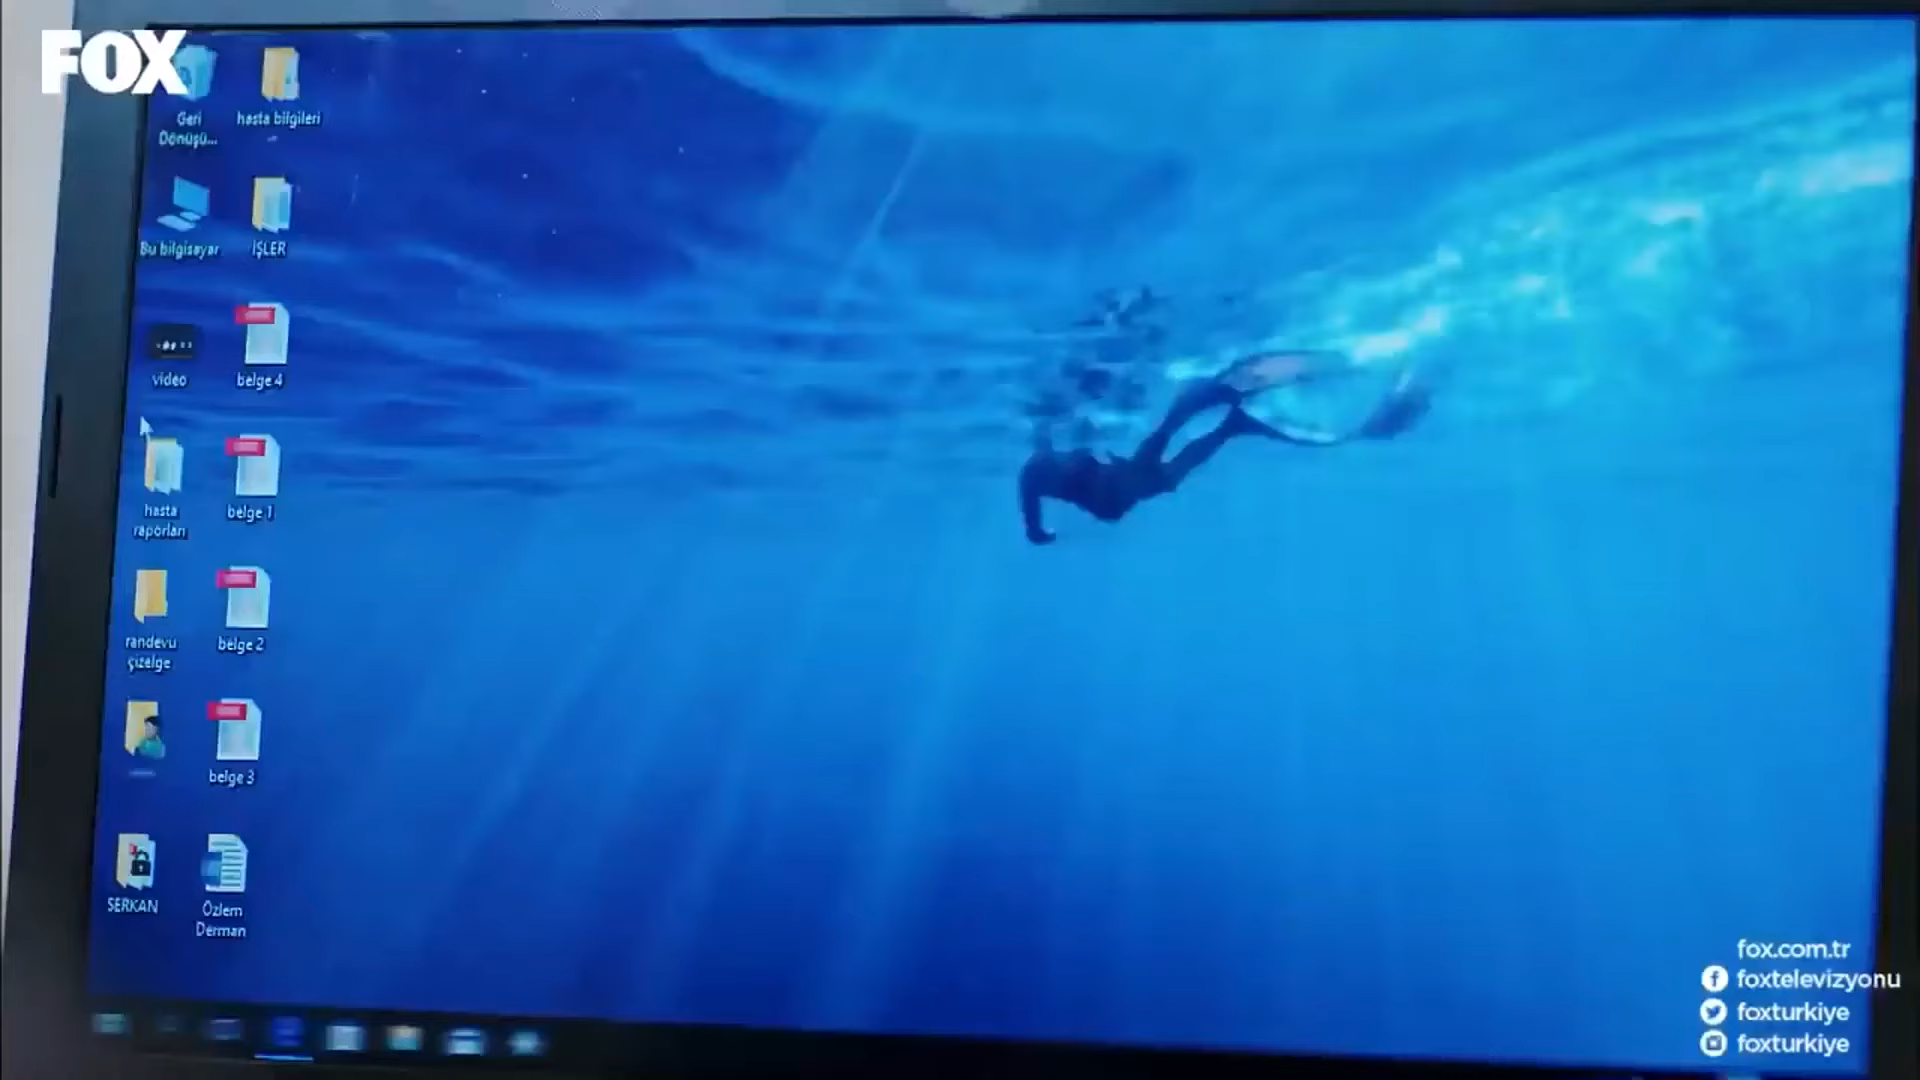 FOX
Geri
Dönüşü...
hasta bilgileri
Bu bilgisayar
İŞLER
video
belge 4
hasta
raporları
belge 1
randevu
çizelge
belge 2
belge 3
SERKAN
Özlem
Derman
fox.com.tr
foxtelevizyonu
foxturkiye
foxturkiye